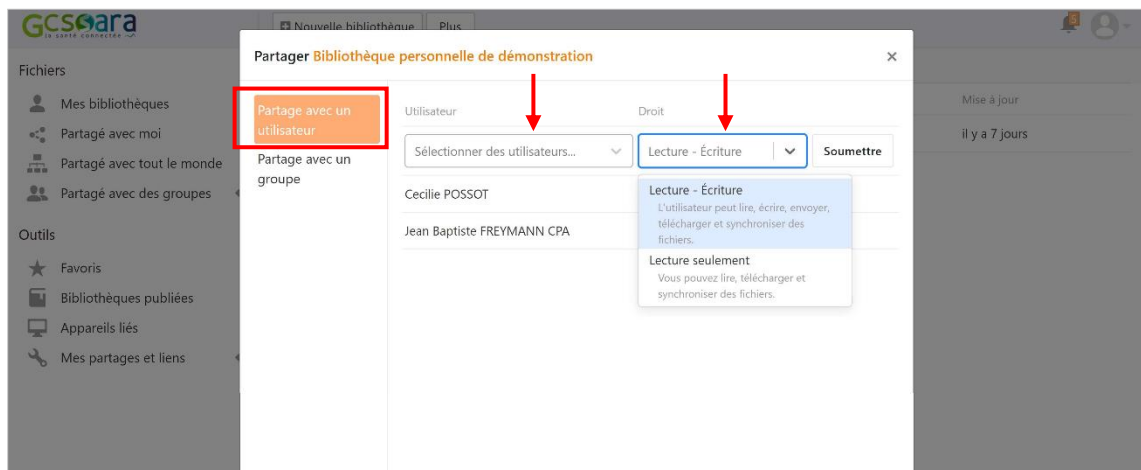 GCSsara
la santé connectée
Nouvelle bibliothèque Plus
5
Fichiers
Mes bibliothèques
Partagé avec moi
Partagé avec tout le monde
Partagé avec des groupes
Outils
Favoris
Bibliothèques publiées
Appareils liés
Mes partages et liens
Partager Bibliothèque personnelle de démonstration ×
Partage avec un
utilisateur
Partage avec un
groupe
Utilisateur Droit
Sélectionner des utilisateurs... Lecture - Écriture Soumettre
Cecilie POSSOT
Jean Baptiste FREYMANN CPA
Lecture - Écriture
L'utilisateur peut lire, écrire, envoyer,
télécharger et synchroniser des
fichiers.
Lecture seulement
Vous pouvez lire, télécharger et
synchroniser des fichiers.
Mise à jour
il y a 7 jours